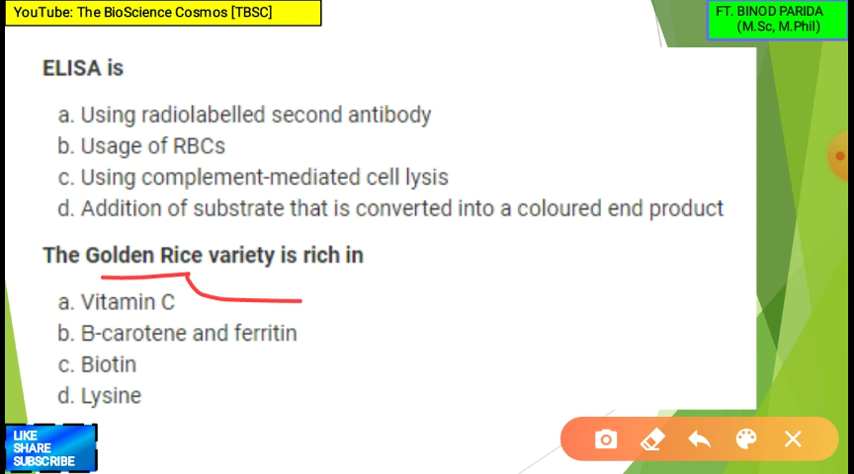 YouTube: The BioScience Cosmos [TBSC]
FT. BINOD PARIDA
(M.Sc, M.Phil)
ELISA is
a. Using radiolabelled second antibody
b. Usage of RBCs
c. Using complement-mediated cell lysis
d. Addition of substrate that is converted into a coloured end product
The Golden Rice variety is rich in
a. Vitamin C
b. B-carotene and ferritin
c. Biotin
d. Lysine
LIKE
SHARE
SUBSCRIBE